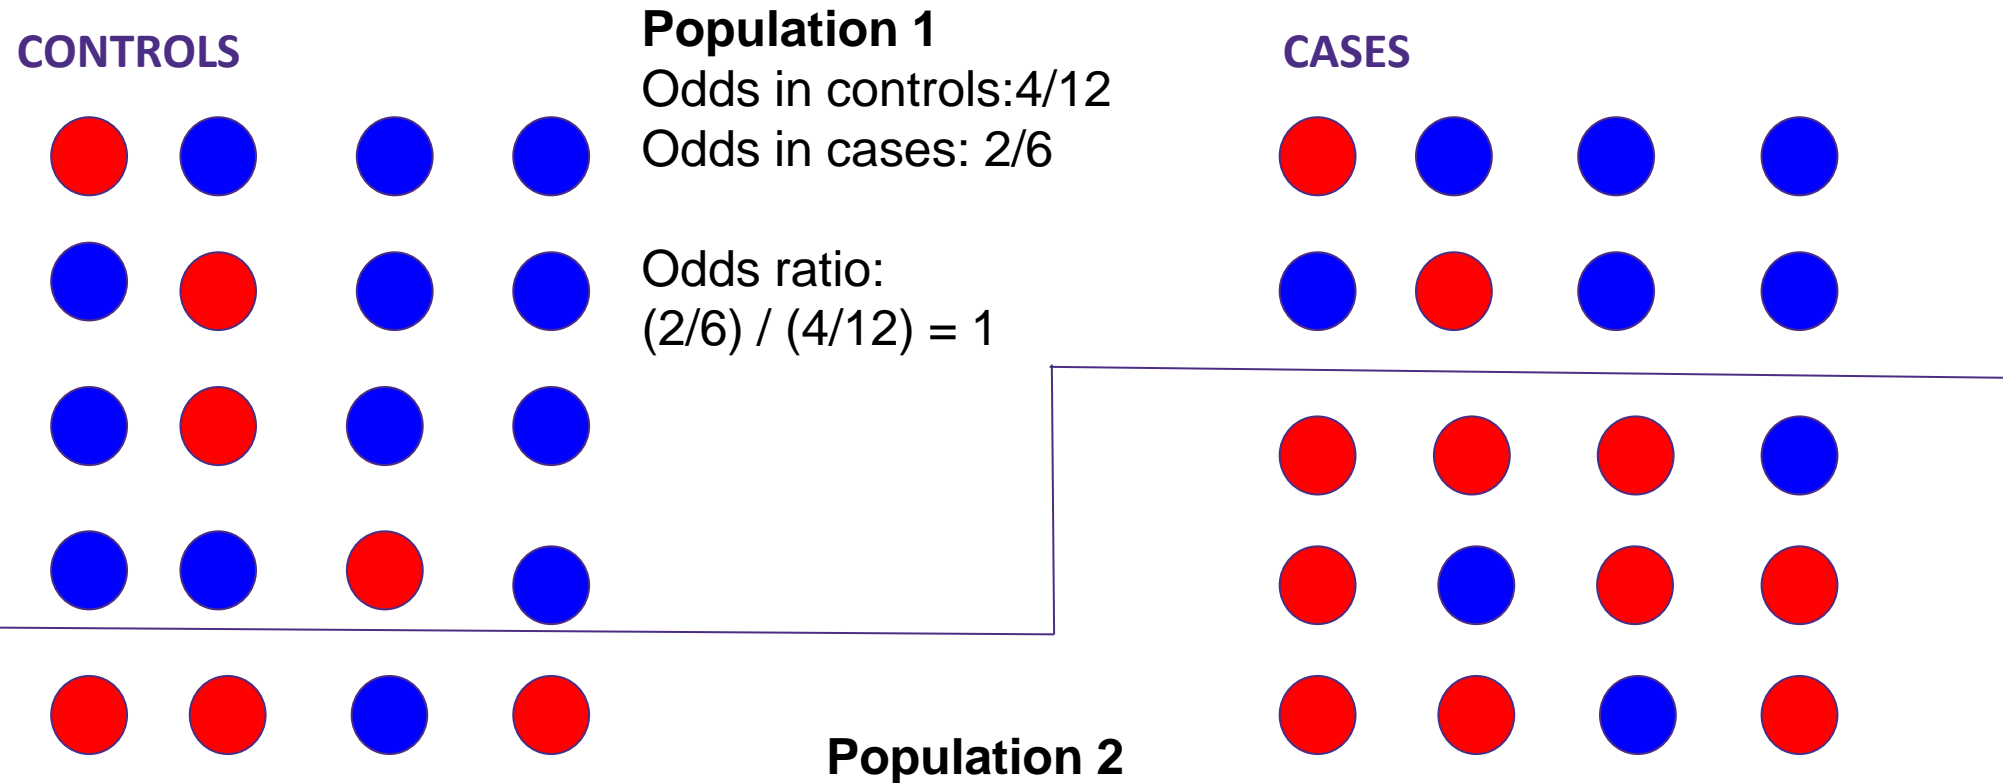 CONTROLS
Population 1
Odds in controls:4/12
Odds in cases: 2/6
Odds ratio:
(2/6) / (4/12) = 1
CASES
Population 2